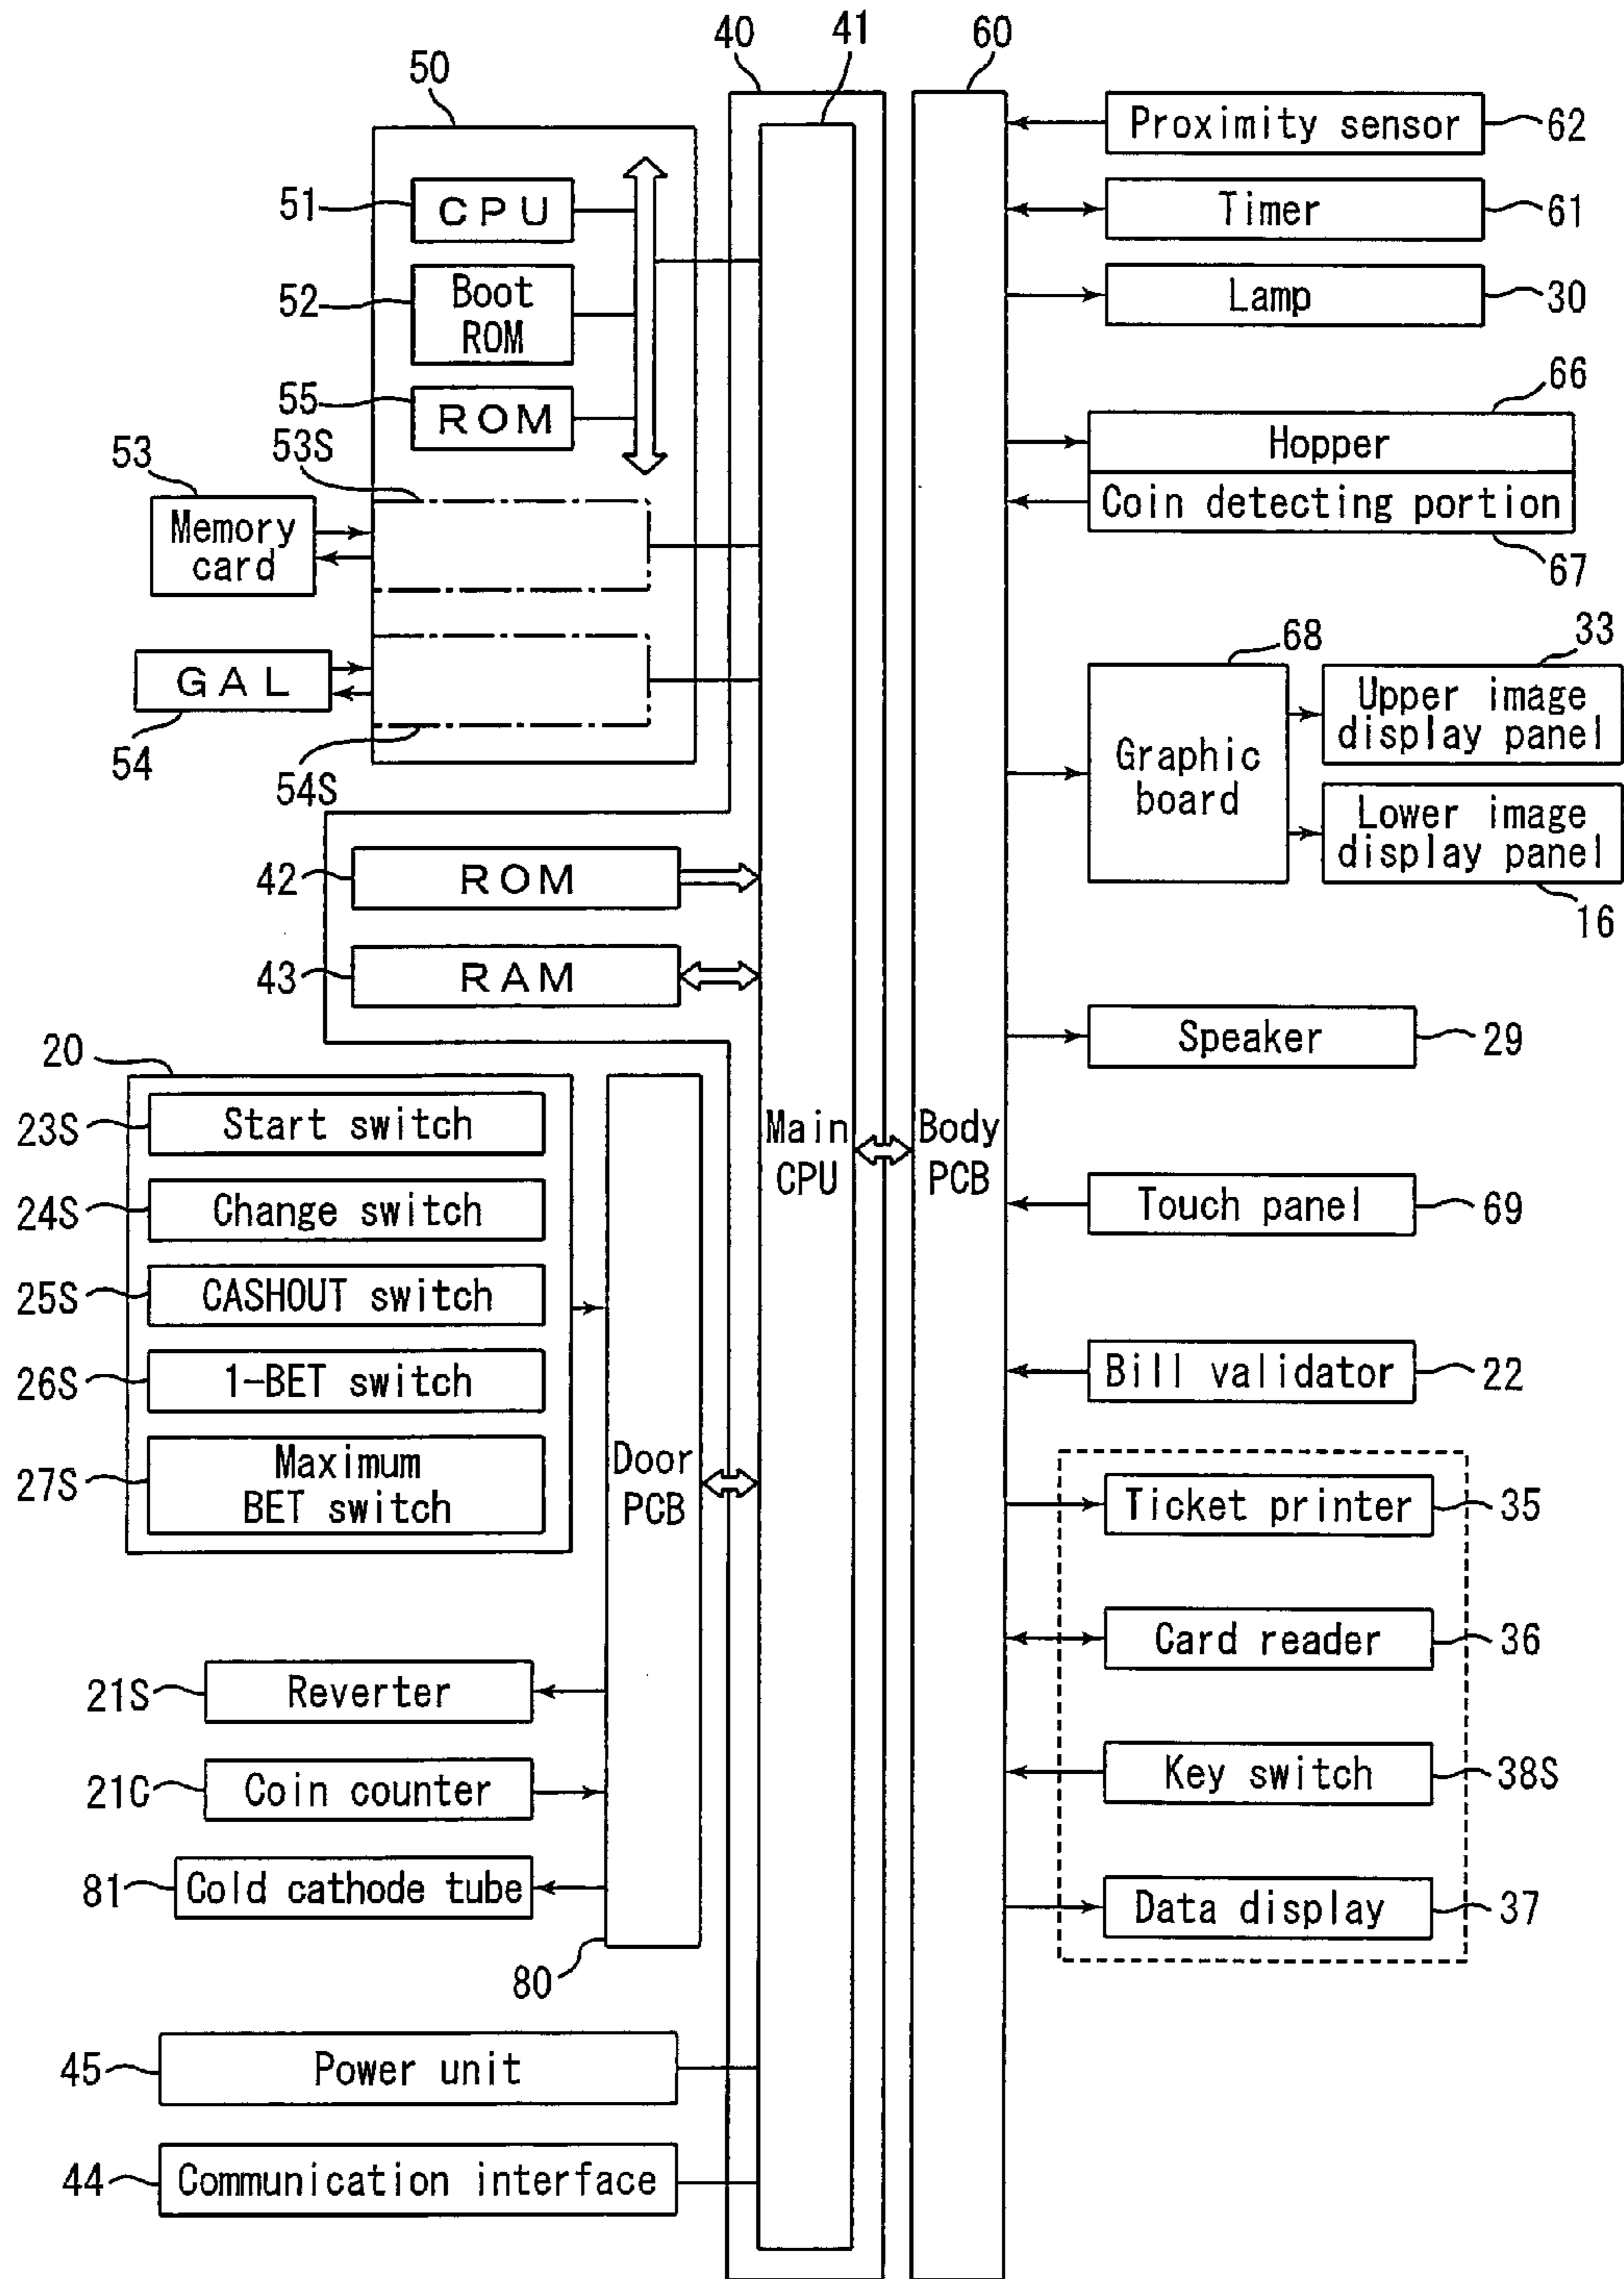 40
41
60
50
Proximity sensor
62
51
CPU
Timer
61
52
Boot
ROM
Lamp
30
55
ROM
66
53S
Hopper
53
Memory
card
Coin detecting portion
67
68
33
GAL
54
54S
Upper image
display panel
Graphic
board
Lower image
display panel
16
42
ROM
43
RAM
Speaker
29
20
23S
Start switch
Main
CPU
Body
PCB
24S
Change switch
Touch panel
69
25S
CASHOUT switch
26S
1-BET switch
Bill validator
22
27S
Maximum
BET switch
Door
PCB
Ticket printer
35
Card reader
36
21S
Reverter
Key switch
38S
21C
Coin counter
81
Cold cathode tube
Data display
37
80
45
Power unit
44
Communication interface